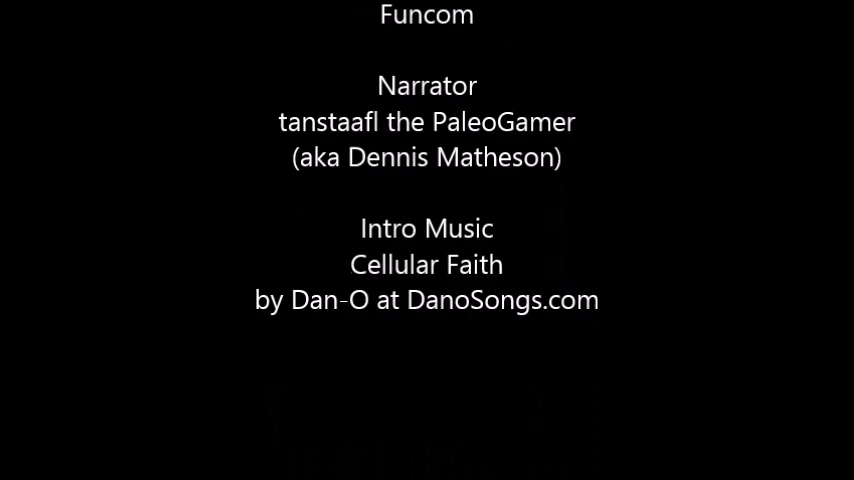 Funcom
Narrator
tanstaafl the PaleoGamer
(aka Dennis Matheson)
Intro Music
Cellular Faith
by Dan-O at DanoSongs.com